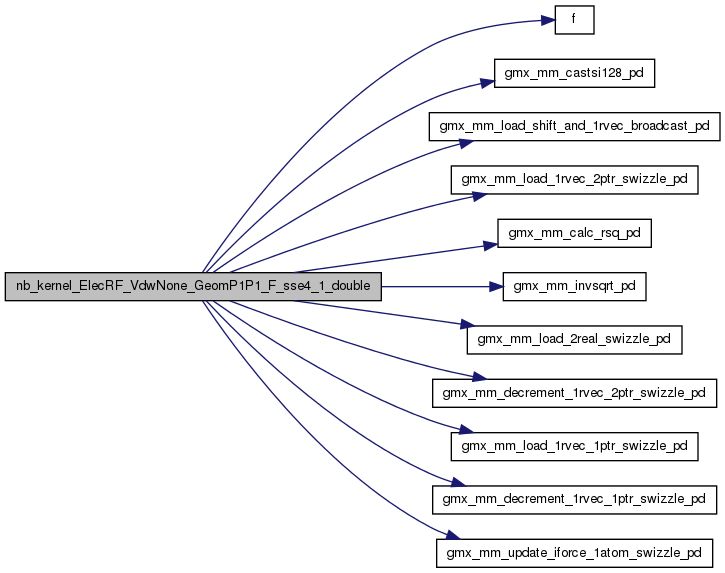 f
gmx_mm_castsi128_pd
gmx_mm_load_shift_and_1rvec_broadcast_pd
gmx_mm_load_1rvec_2ptr_swizzle_pd
gmx_mm_calc_rsq_pd
nb_kernel_ElecRF_VdwNone_GeomP1P1_F_sse4_1_double
gmx_mm_invsqrt_pd
gmx_mm_load_2real_swizzle_pd
gmx_mm_decrement_1rvec_2ptr_swizzle_pd
gmx_mm_load_1rvec_1ptr_swizzle_pd
gmx_mm_decrement_1rvec_1ptr_swizzle_pd
gmx_mm_update_iforce_1atom_swizzle_pd